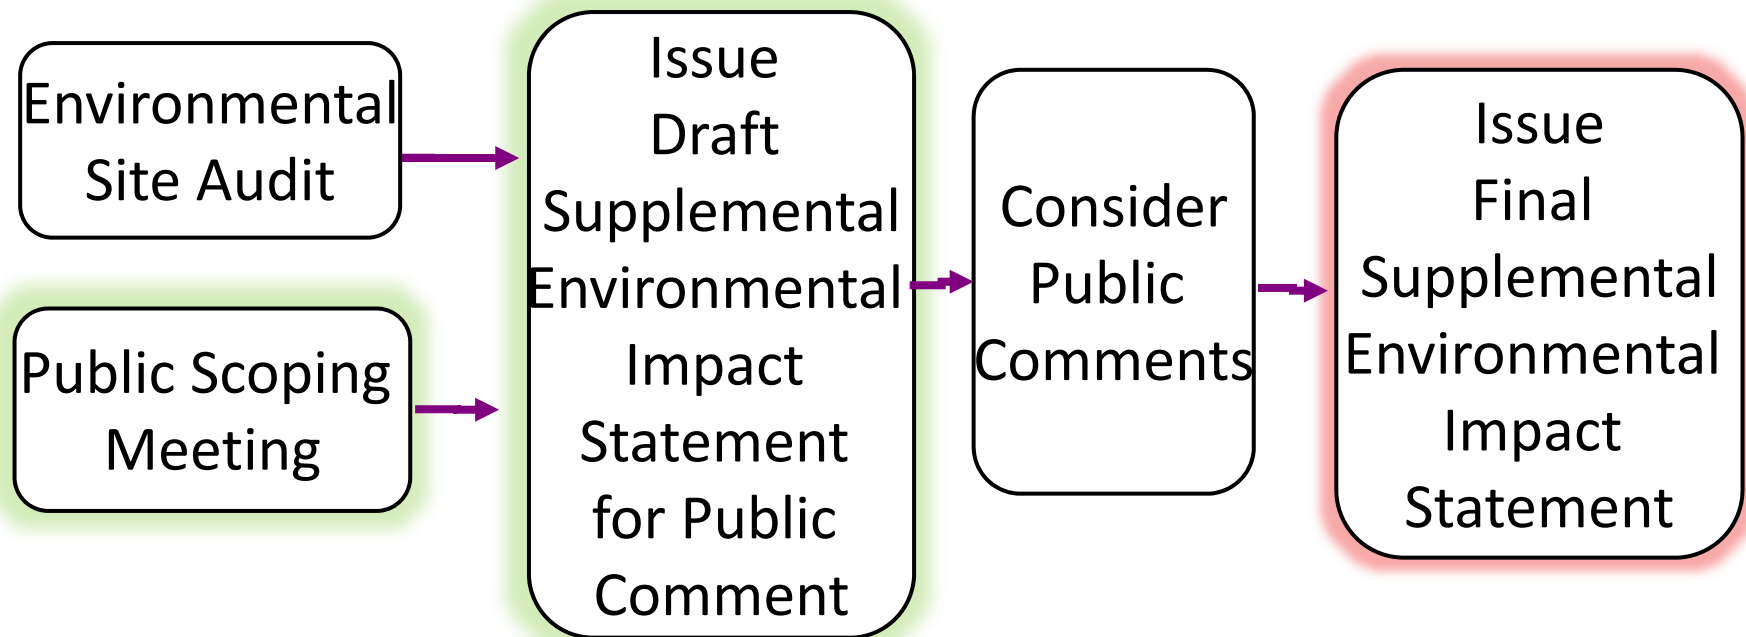 Environmental
Site Audit
Public Scoping
Meeting
Issue
Draft
Supplemental
Environmental
Impact
Statement
for Public
Comment
Consider
Public
Comments
Issue
Final
Supplemental
Environmental
Impact
Statement